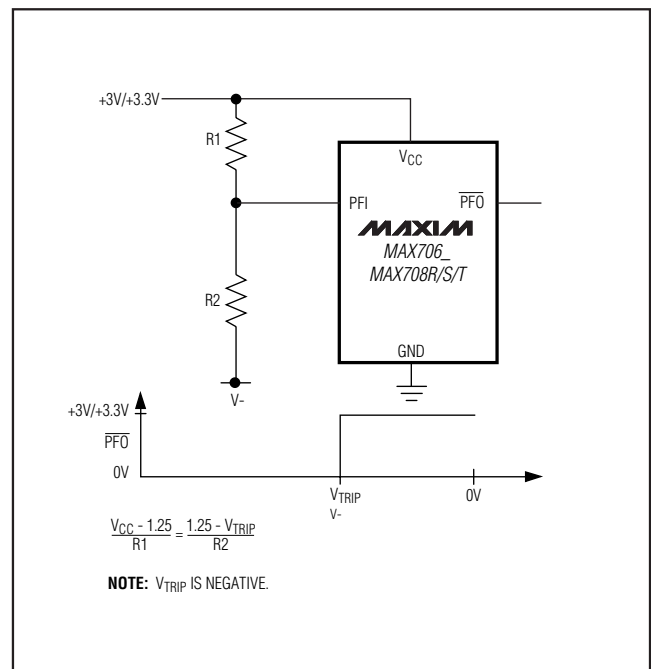 +3V/+3.3V
R1
VCC
PFI
PFO
MAXIM
MAX706_
MAX708R/S/T
R2
GND
V-
+3V/+3.3V
PFO
0V
VTRIP
V-
0V
VCC - 1.25 = 1.25 - VTRIP
R1 R2
NOTE: VTRIP IS NEGATIVE.